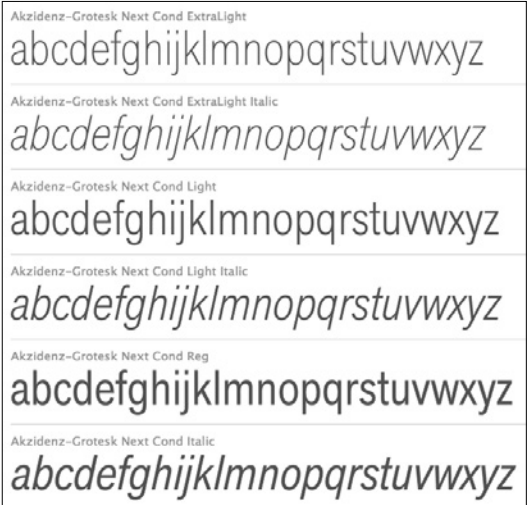 Akzidenz-Grotesk Next Cond ExtraLight
abcdefghijklmnopqrstuvwxyz
Akzidenz-Grotesk Next Cond ExtraLight Italic
abcdefghijklmnopqrstuvwxyz
Akzidenz-Grotesk Next Cond Light
abcdefghijklmnopqrstuvwxyz
Akzidenz-Grotesk Next Cond Light Italic
abcdefghijklmnopqrstuvwxyz
Akzidenz-Grotesk Next Cond Reg
abcdefghijklmnopqrstuvwxyz
Akzidenz-Grotesk Next Cond Italic
abcdefghijklmnopqrstuvwxyz